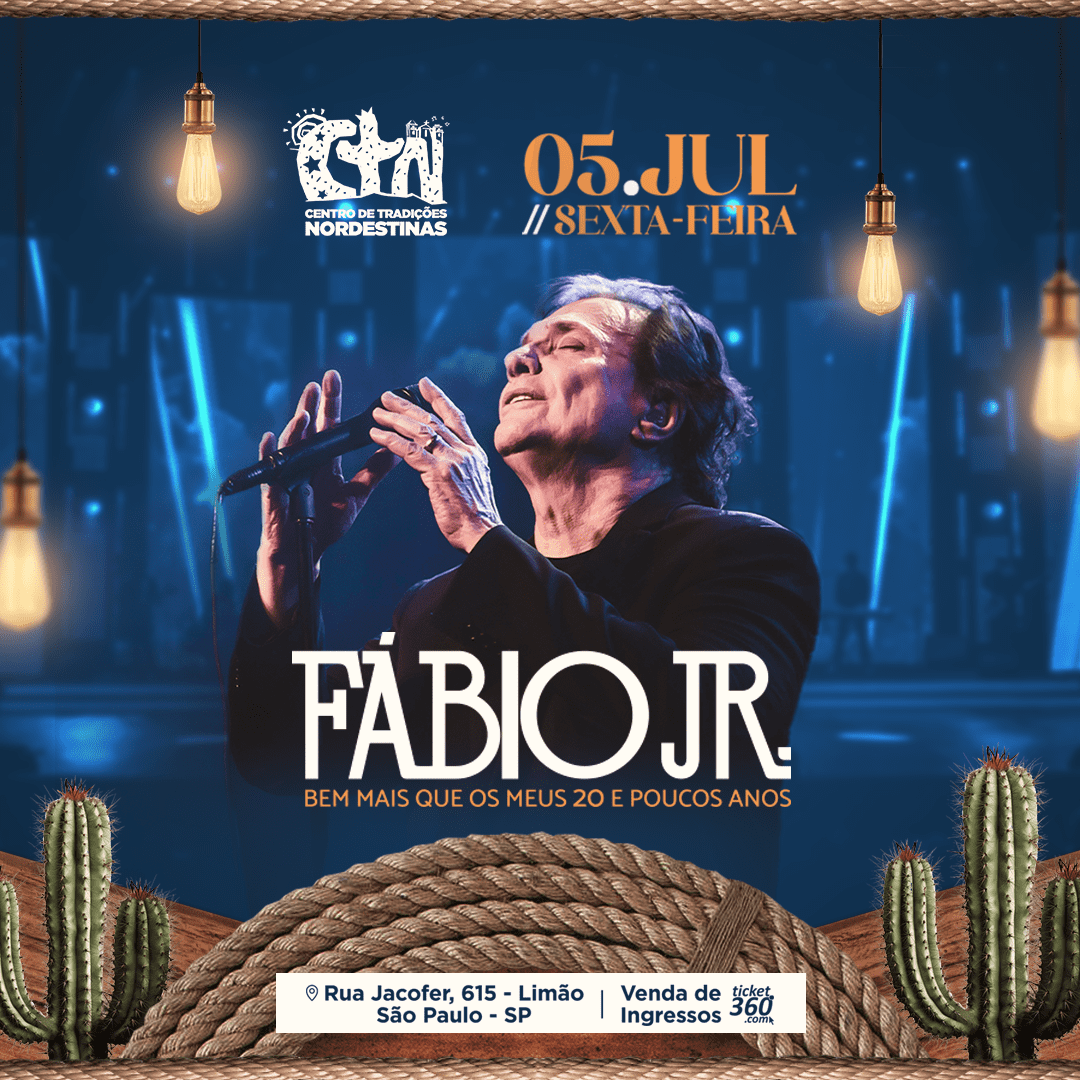 CTN
CENTRO DE TRADIÇÕES
NORDESTINAS
05.JUL
// SEXTA-FEIRA
FÁBIO JR.
BEM MAIS QUE OS MEUS 20 E POUCOS ANOS
Rua Jacofer, 615 - Limão
São Paulo - SP
Venda de
Ingressos
ticket
360
.com